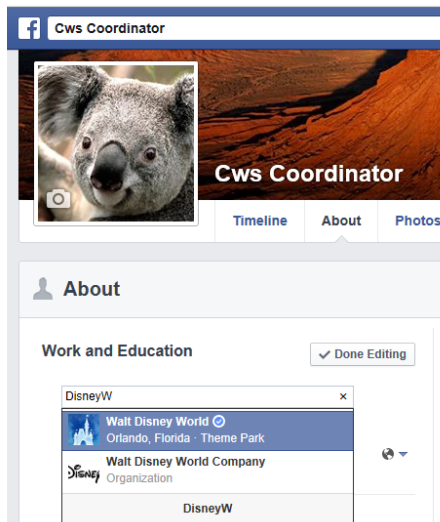 Cws Coordinator
Cws Coordinator
Timeline About Photos
About
Work and Education
Done Editing
DisneyW
Walt Disney World
Orlando, Florida · Theme Park
Walt Disney World Company
Organization
DISNEY
DisneyW